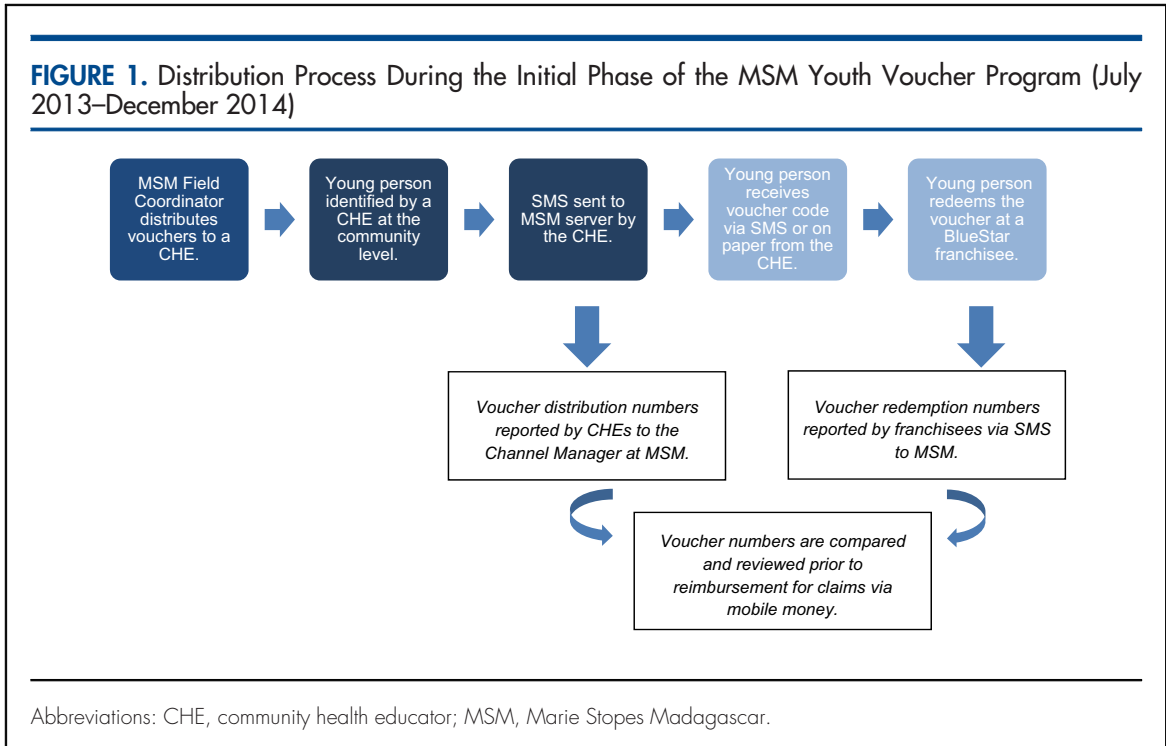 FIGURE 1. Distribution Process During the Initial Phase of the MSM Youth Voucher Program (July
2013–December 2014)
MSM Field
Coordinator
distributes
vouchers to a
CHE.
Young person
identified by a
CHE at the
community
level.
SMS sent to
MSM server by
the CHE.
Young person
receives
voucher code
via SMS or on
paper from the
CHE.
Young person
redeems the
voucher at a
BlueStar
franchisee.
Voucher distribution numbers
reported by CHEs to the
Channel Manager at MSM.
Voucher redemption numbers
reported by franchisees via SMS
to MSM.
Voucher numbers are compared
and reviewed prior to
reimbursement for claims via
mobile money.
Abbreviations: CHE, community health educator; MSM, Marie Stopes Madagascar.